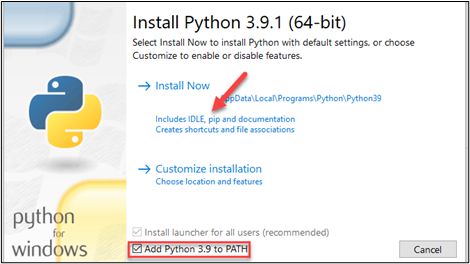 Install Python 3.9.1 (64-bit)
Select Install Now to install Python with default settings, or choose
Customize to enable or disable features.
Install Now
AppData\Local\Programs\Python\Python39
Includes IDLE, pip and documentation
Creates shortcuts and file associations
Customize installation
Choose location and features
Install launcher for all users (recommended)
Add Python 3.9 to PATH
Cancel
python
for
windows